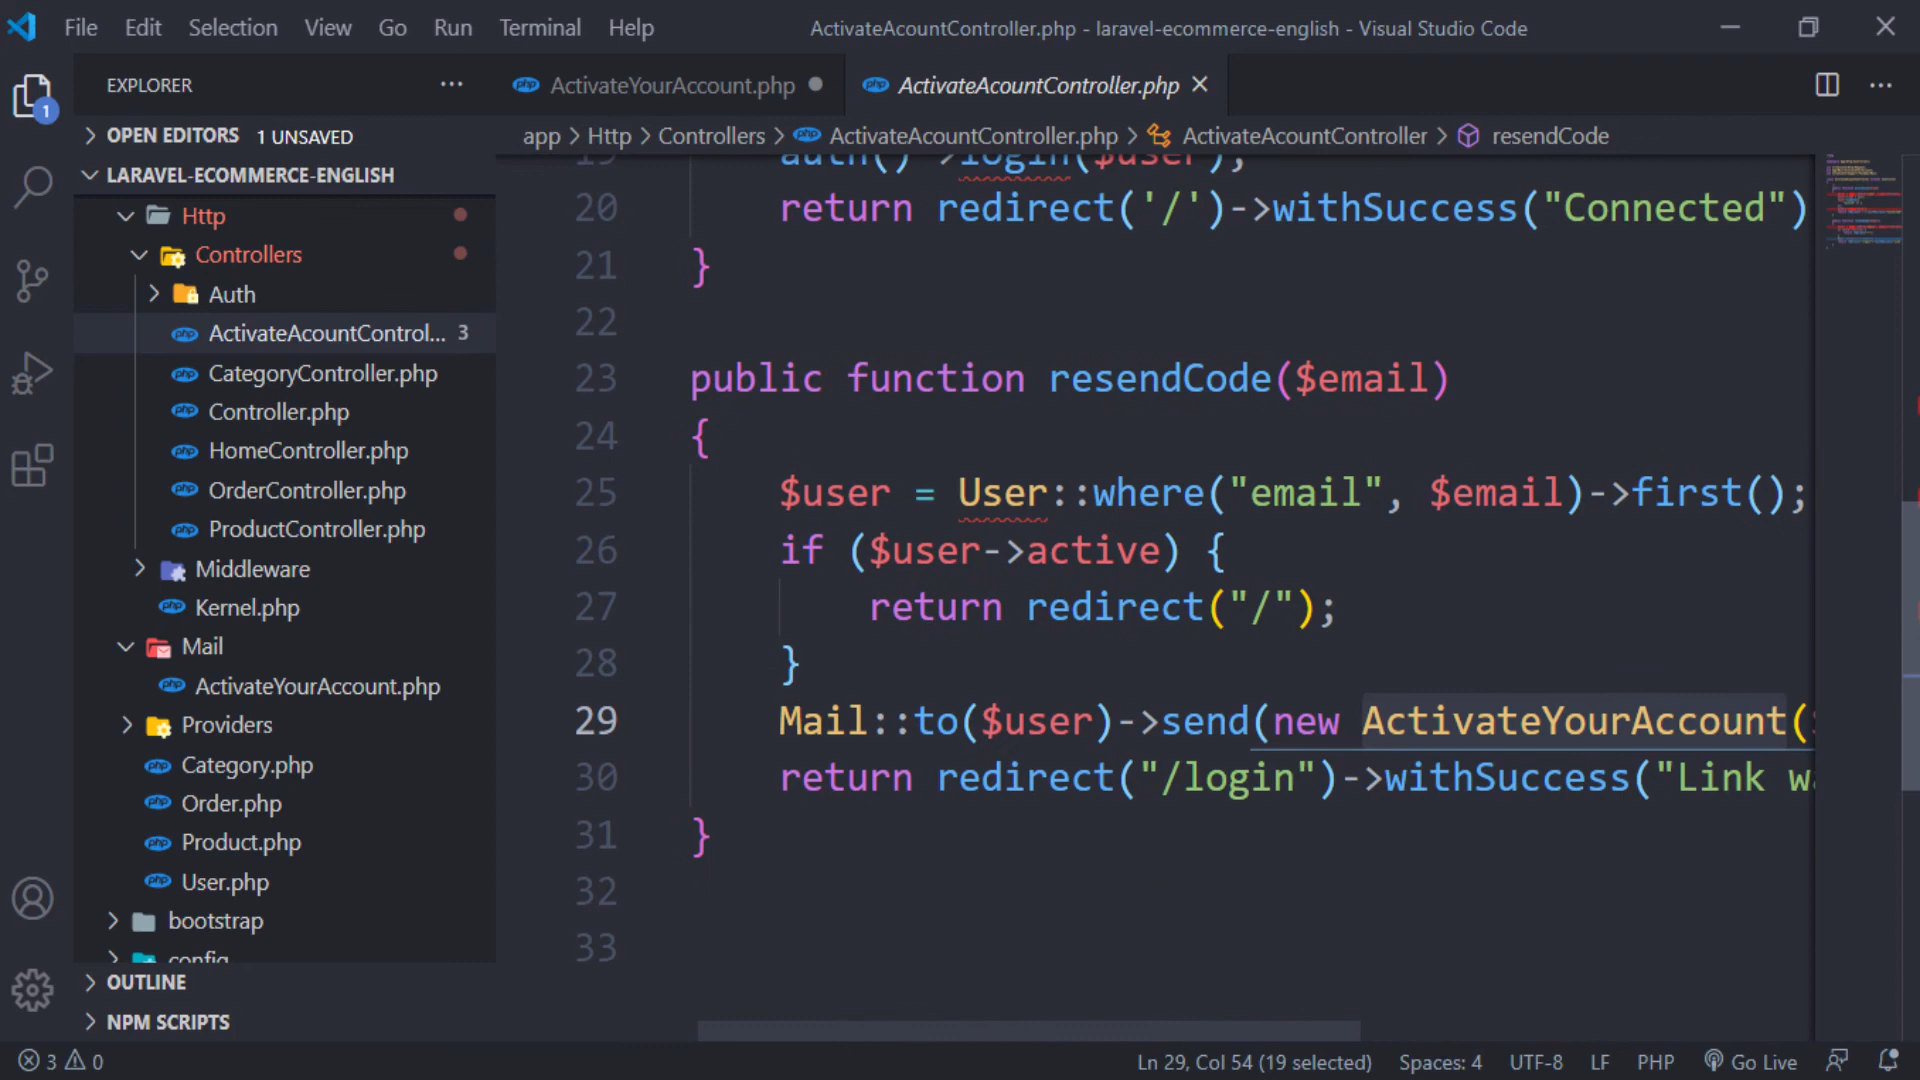 File Edit Selection View Go Run Terminal Help
ActivateAcountController.php - laravel-ecommerce-english - Visual Studio Code
EXPLORER
ActivateYourAccount.php
ActivateAcountController.php
OPEN EDITORS 1 UNSAVED
app > Http > Controllers > ActivateAcountController.php > ActivateAcountController > resendCode
LARAVEL-ECOMMERCE-ENGLISH
Http
Controllers
Auth
ActivateAcountControl... 3
CategoryController.php
Controller.php
HomeController.php
OrderController.php
ProductController.php
Middleware
Kernel.php
Mail
ActivateYourAccount.php
Providers
Category.php
Order.php
Product.php
User.php
bootstrap
config
OUTLINE
NPM SCRIPTS
1
19 auth()->login($user);
20 return redirect('/')->withSuccess("Connected")
21 }
22
23 public function resendCode($email)
24 {
25 $user = User::where("email", $email)->first();
26 if ($user->active) {
27 return redirect("/");
28 }
29 Mail::to($user)->send(new ActivateYourAccount(
30 return redirect("/login")->withSuccess("Link
31 }
32
33
3 0
Ln 29, Col 54 (19 selected) Spaces: 4 UTF-8 LF PHP Go Live